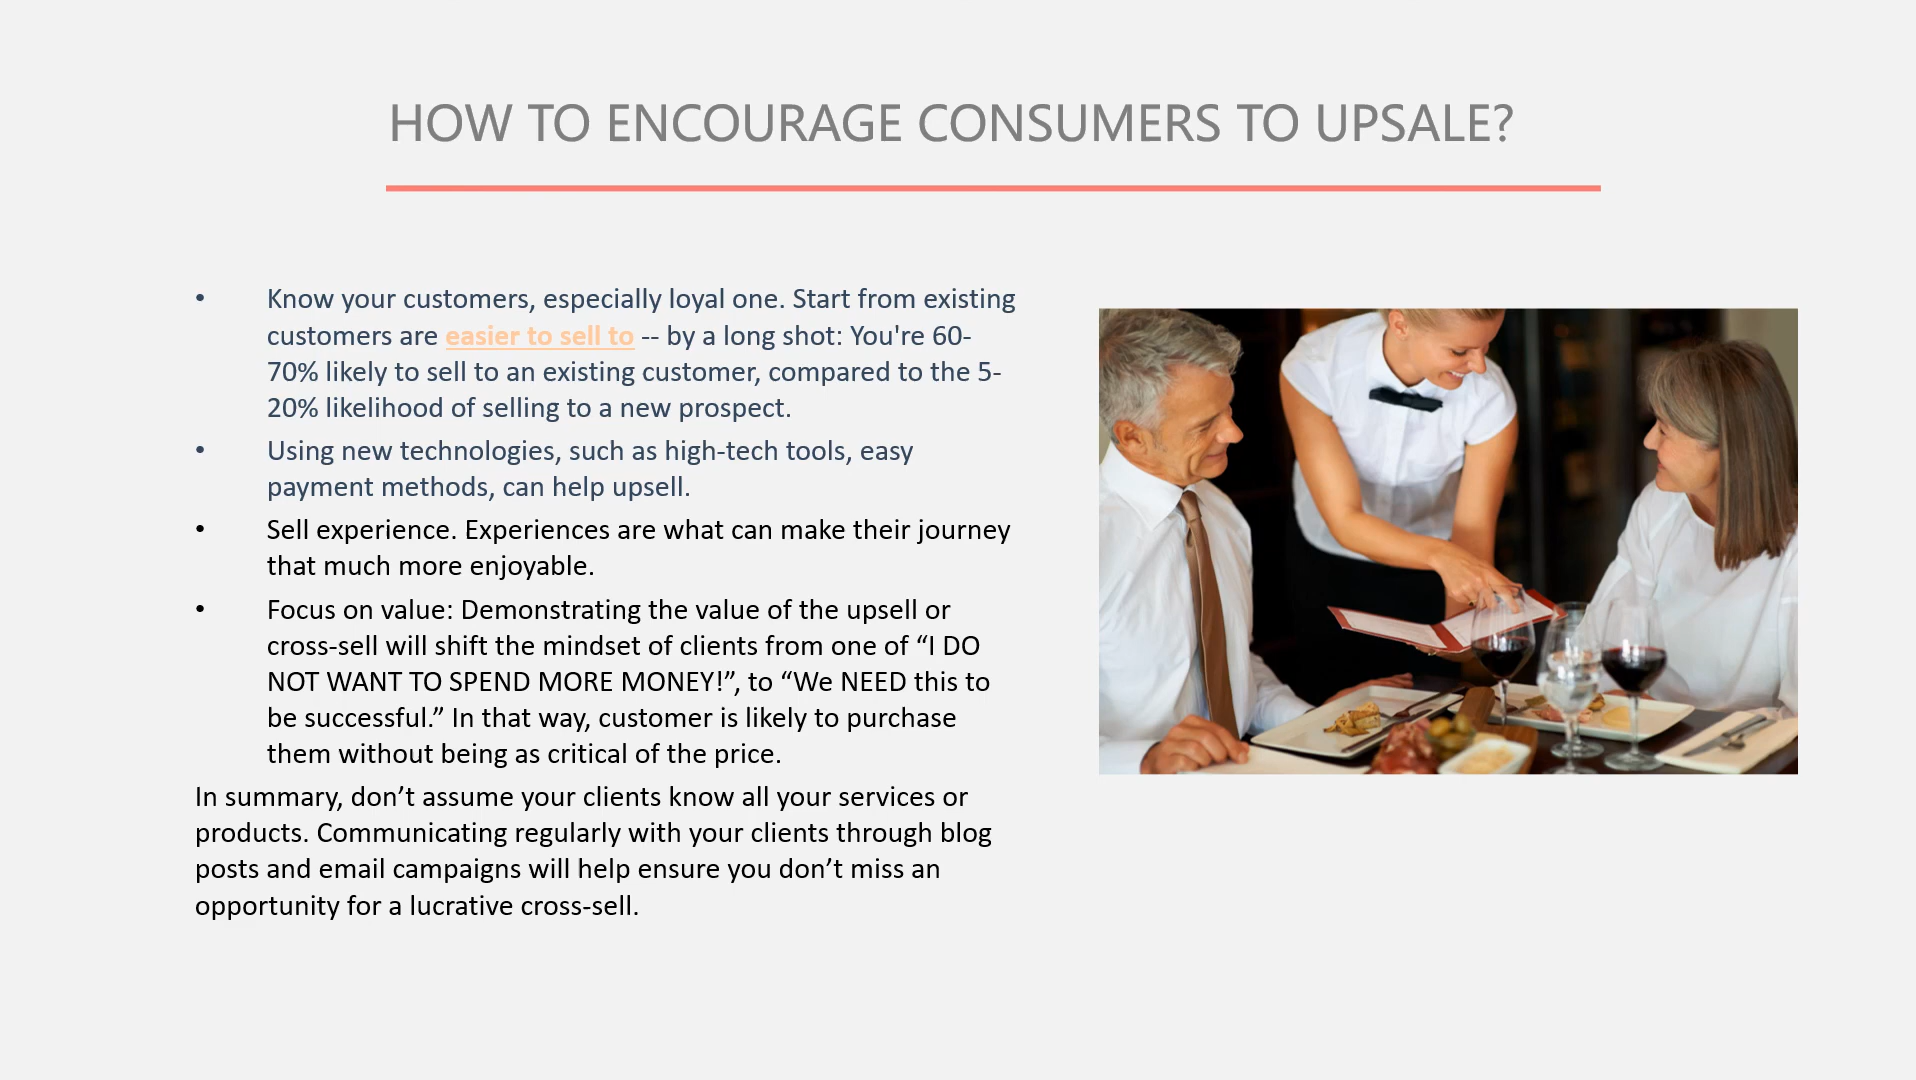 HOW TO ENCOURAGE CONSUMERS TO UPSALE?
• Know your customers, especially loyal one. Start from existing
customers are easier to sell to -- by a long shot: You're 60-
70% likely to sell to an existing customer, compared to the 5-
20% likelihood of selling to a new prospect.
• Using new technologies, such as high-tech tools, easy
payment methods, can help upsell.
• Sell experience. Experiences are what can make their journey
that much more enjoyable.
• Focus on value: Demonstrating the value of the upsell or
cross-sell will shift the mindset of clients from one of “I DO
NOT WANT TO SPEND MORE MONEY!”, to “We NEED this to
be successful.” In that way, customer is likely to purchase
them without being as critical of the price.
In summary, don’t assume your clients know all your services or
products. Communicating regularly with your clients through blog
posts and email campaigns will help ensure you don’t miss an
opportunity for a lucrative cross-sell.